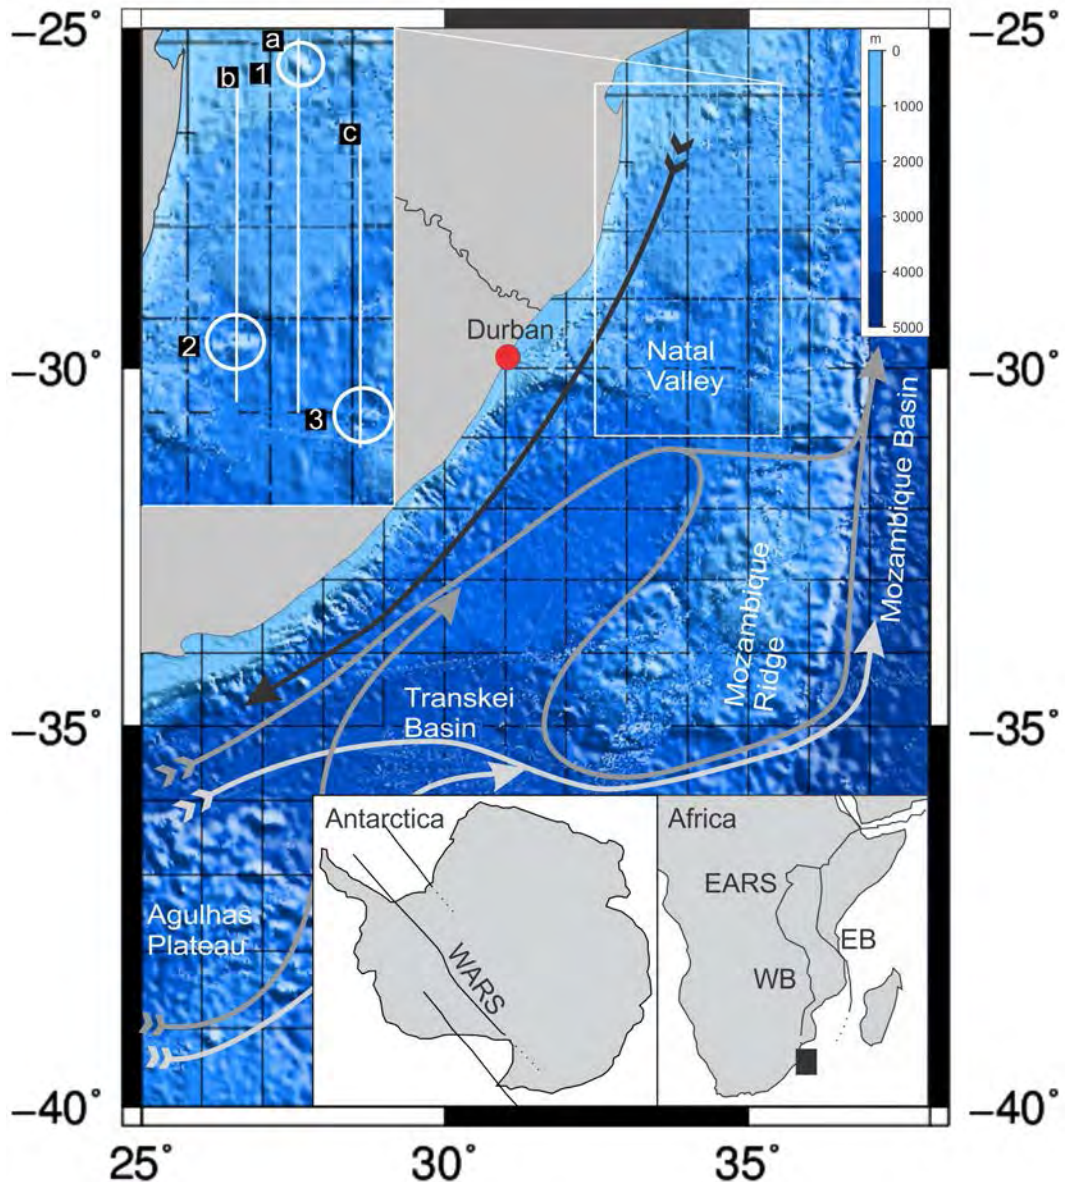 −25˚
−25˚
a
1
b
c
2
3
m
0
1000
2000
3000
4000
5000
Durban
Natal
Valley
−30˚
−30˚
Mozambique Basin
Mozambique
Ridge
Transkei
Basin
−35˚
−35˚
Agulhas
Plateau
Antarctica
WARS
Africa
EARS
EB
WB
−40˚
−40˚
25˚
30˚
35˚